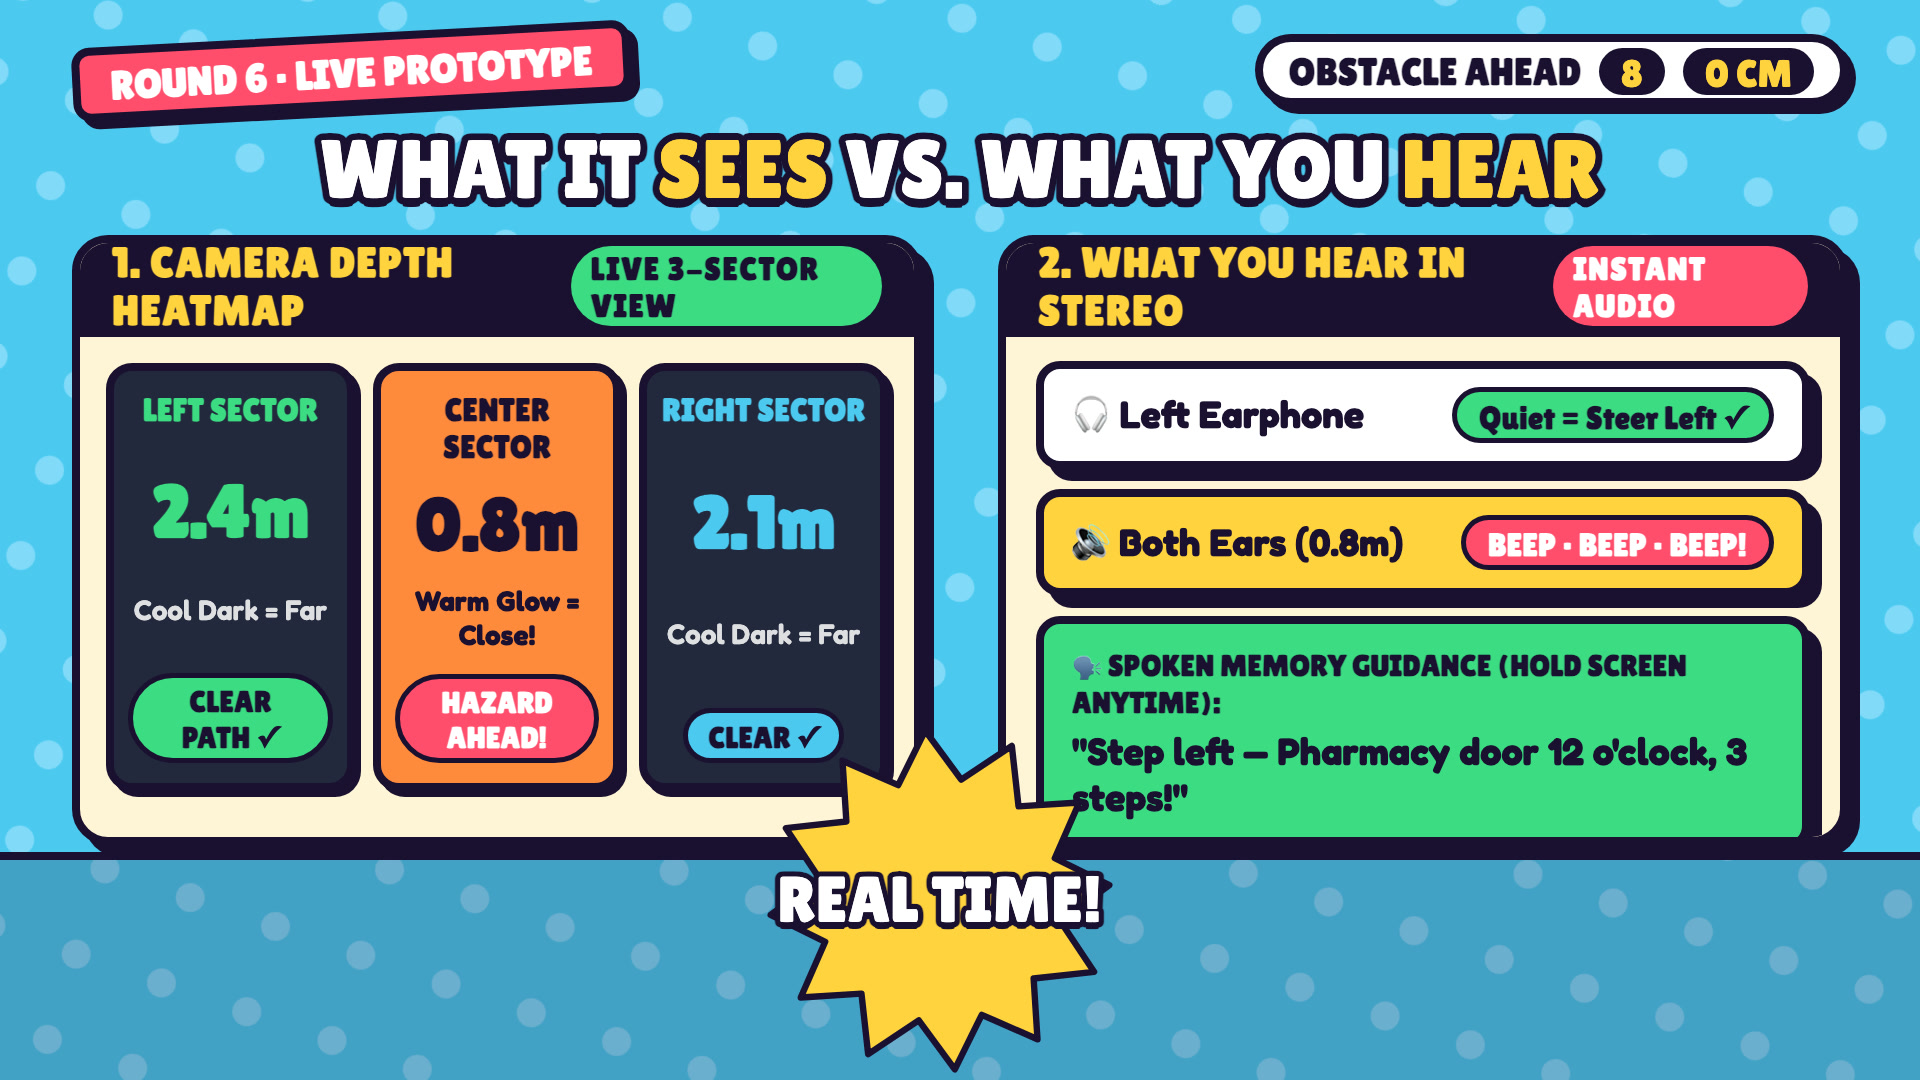 ROUND 6 · LIVE PROTOTYPE
OBSTACLE AHEAD 8 0 CM
WHAT IT SEES VS. WHAT YOU HEAR
1. CAMERA DEPTH
HEATMAP
LIVE 3-SECTOR
VIEW
LEFT SECTOR
2.4m
Cool Dark = Far
CLEAR
PATH ✓
CENTER
SECTOR
0.8m
Warm Glow =
Close!
HAZARD
AHEAD!
RIGHT SECTOR
2.1m
Cool Dark = Far
CLEAR ✓
2. WHAT YOU HEAR IN
STEREO
INSTANT
AUDIO
🎧 Left Earphone
Quiet = Steer Left ✓
🔊 Both Ears (0.8m)
BEEP · BEEP · BEEP!
🗣️ SPOKEN MEMORY GUIDANCE (HOLD SCREEN
ANYTIME):
"Step left — Pharmacy door 12 o'clock, 3
steps!"
REAL TIME!